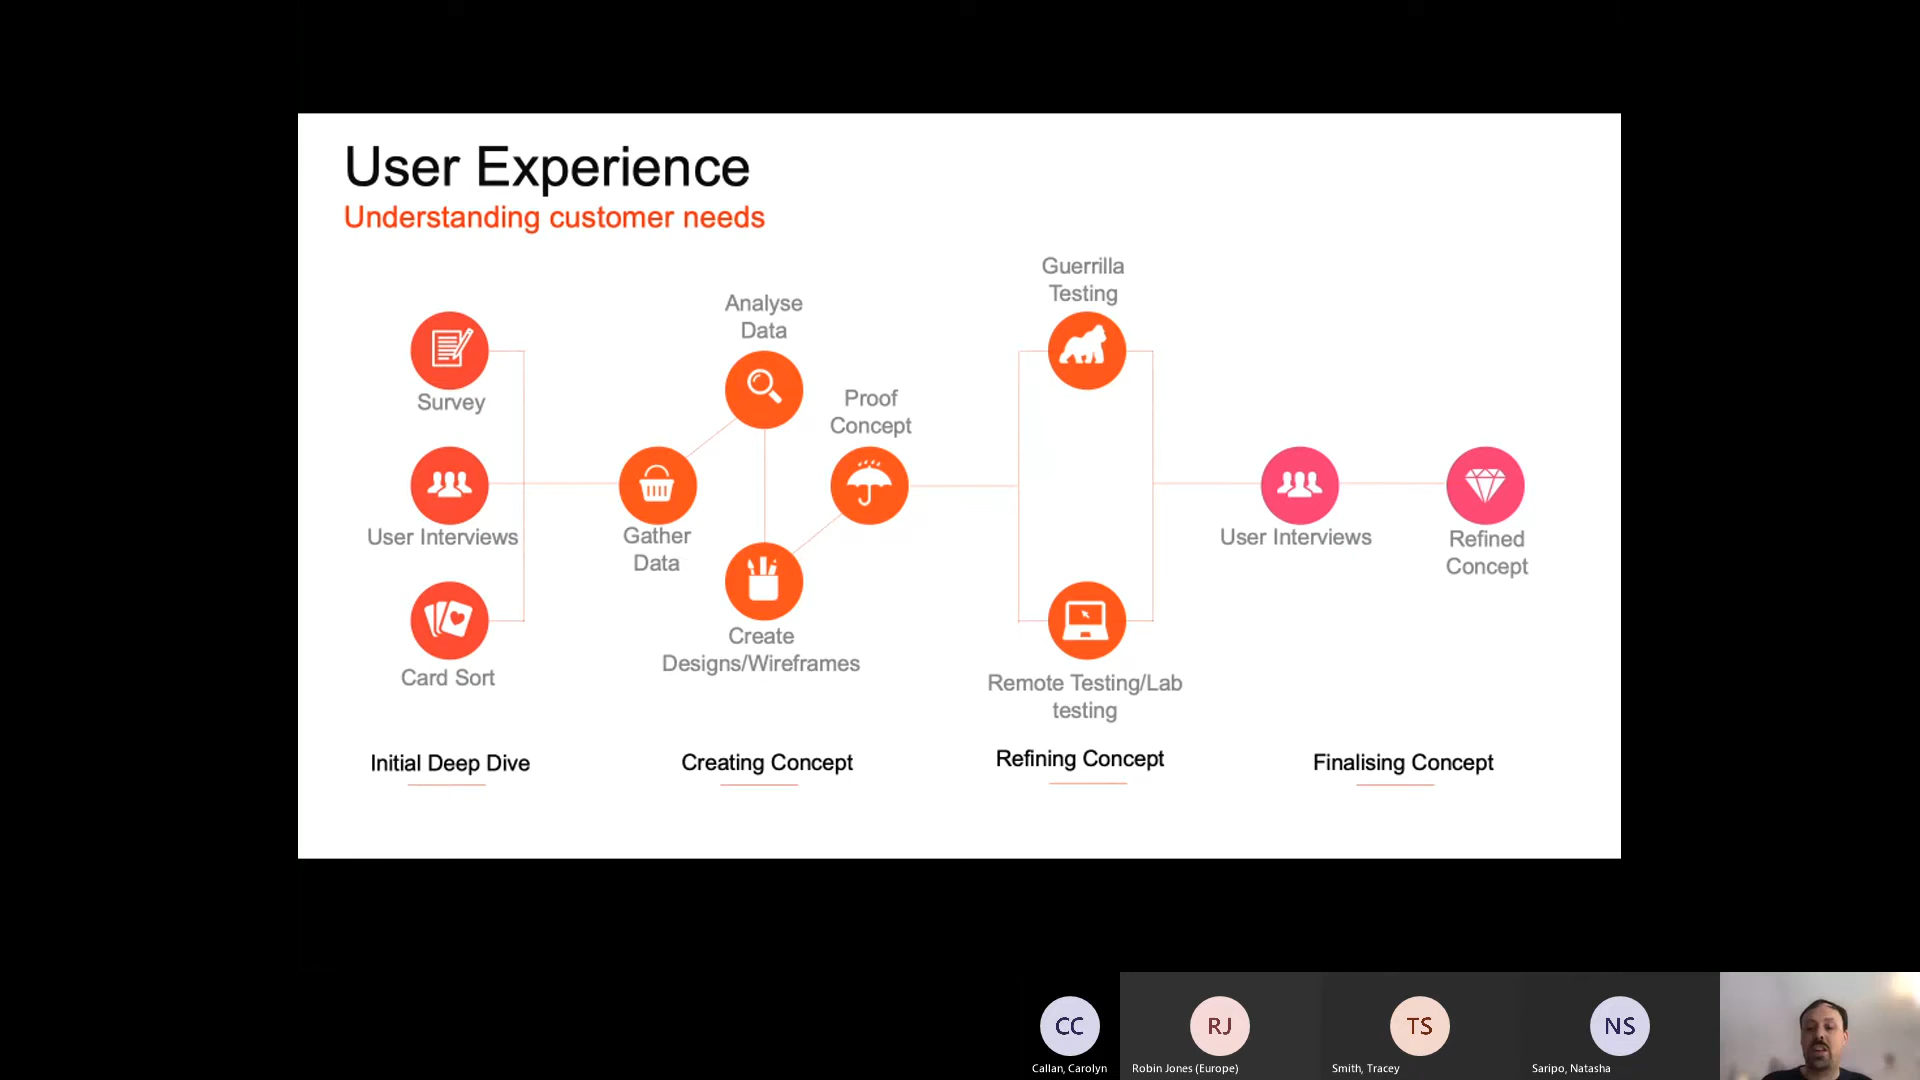 User Experience
Understanding customer needs
Survey
User Interviews
Card Sort
Gather
Data
Analyse
Data
Create
Designs/Wireframes
Proof
Concept
Guerrilla
Testing
Remote Testing/Lab
testing
User Interviews
Refined
Concept
Initial Deep Dive
Creating Concept
Refining Concept
Finalising Concept
CC
Callan, Carolyn
RJ
Robin Jones (Europe)
TS
Smith, Tracey
NS
Saripo, Natasha